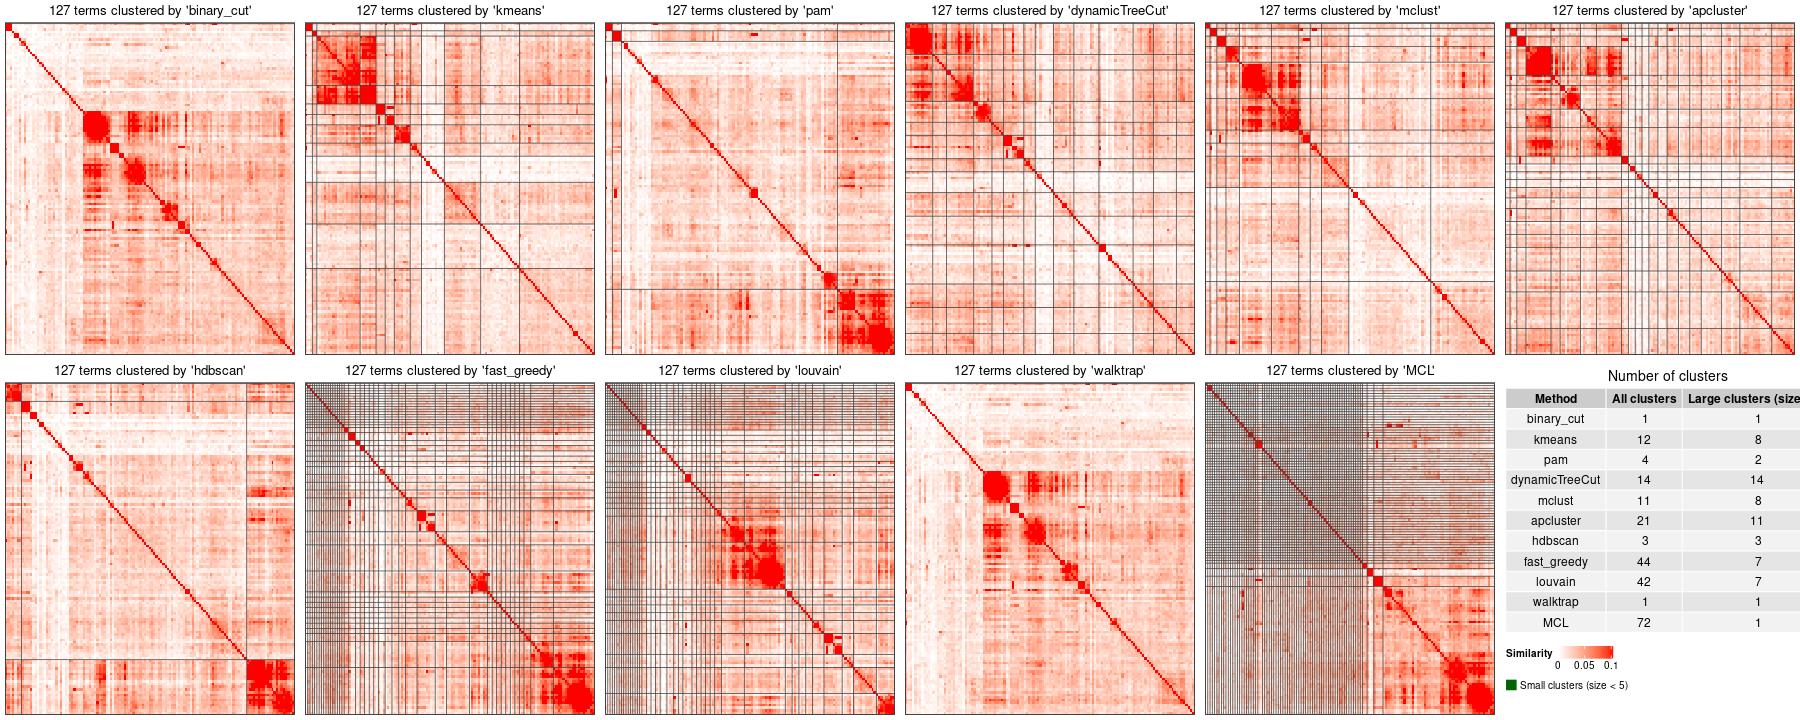 127 terms clustered by 'binary_cut'
127 terms clustered by 'kmeans'
127 terms clustered by 'pam'
127 terms clustered by 'dynamicTreeCut'
127 terms clustered by 'mclust'
127 terms clustered by 'apcluster'
127 terms clustered by 'hdbscan'
127 terms clustered by 'fast_greedy'
127 terms clustered by 'louvain'
127 terms clustered by 'walktrap'
127 terms clustered by 'MCL'
Number of clusters
Method All clusters Large clusters (size
binary_cut 1 1
kmeans 12 8
pam 4 2
dynamicTreeCut 14 14
mclust 11 8
apcluster 21 11
hdbscan 3 3
fast_greedy 44 7
louvain 42 7
walktrap 1 1
MCL 72 1
Similarity
0 0.05 0.1
Small clusters (size < 5)